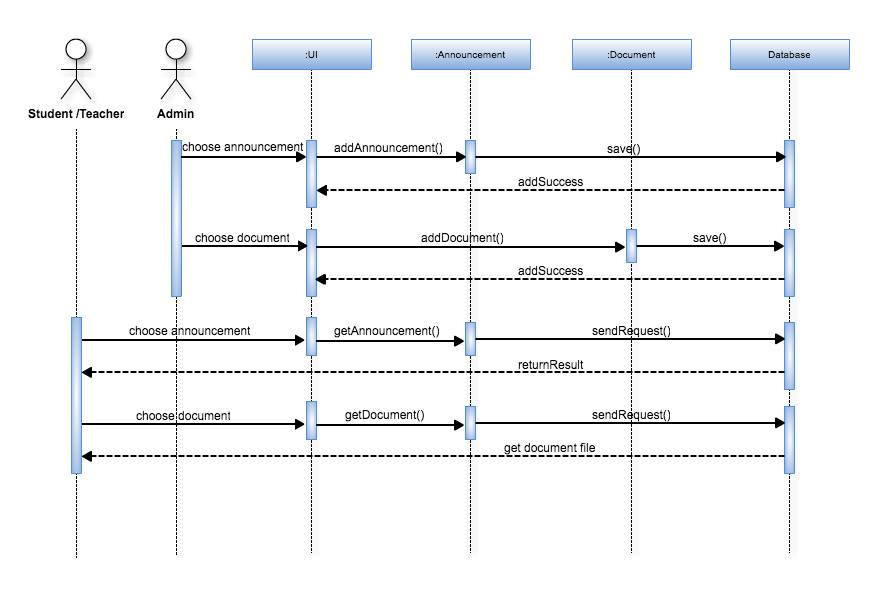 :UI
:Announcement
:Document
Database
Student /Teacher
Admin
choose announcement
addAnnouncement()
save()
addSuccess
choose document
addDocument()
save()
addSuccess
choose announcement
getAnnouncement()
sendRequest()
returnResult
choose document
getDocument()
sendRequest()
get document file